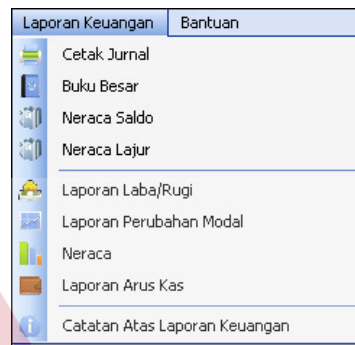 Laporan Keuangan Bantuan
Cetak Jurnal
Buku Besar
Neraca Saldo
Neraca Lajur
Laporan Laba/Rugi
Laporan Perubahan Modal
Neraca
Laporan Arus Kas
Catatan Atas Laporan Keuangan